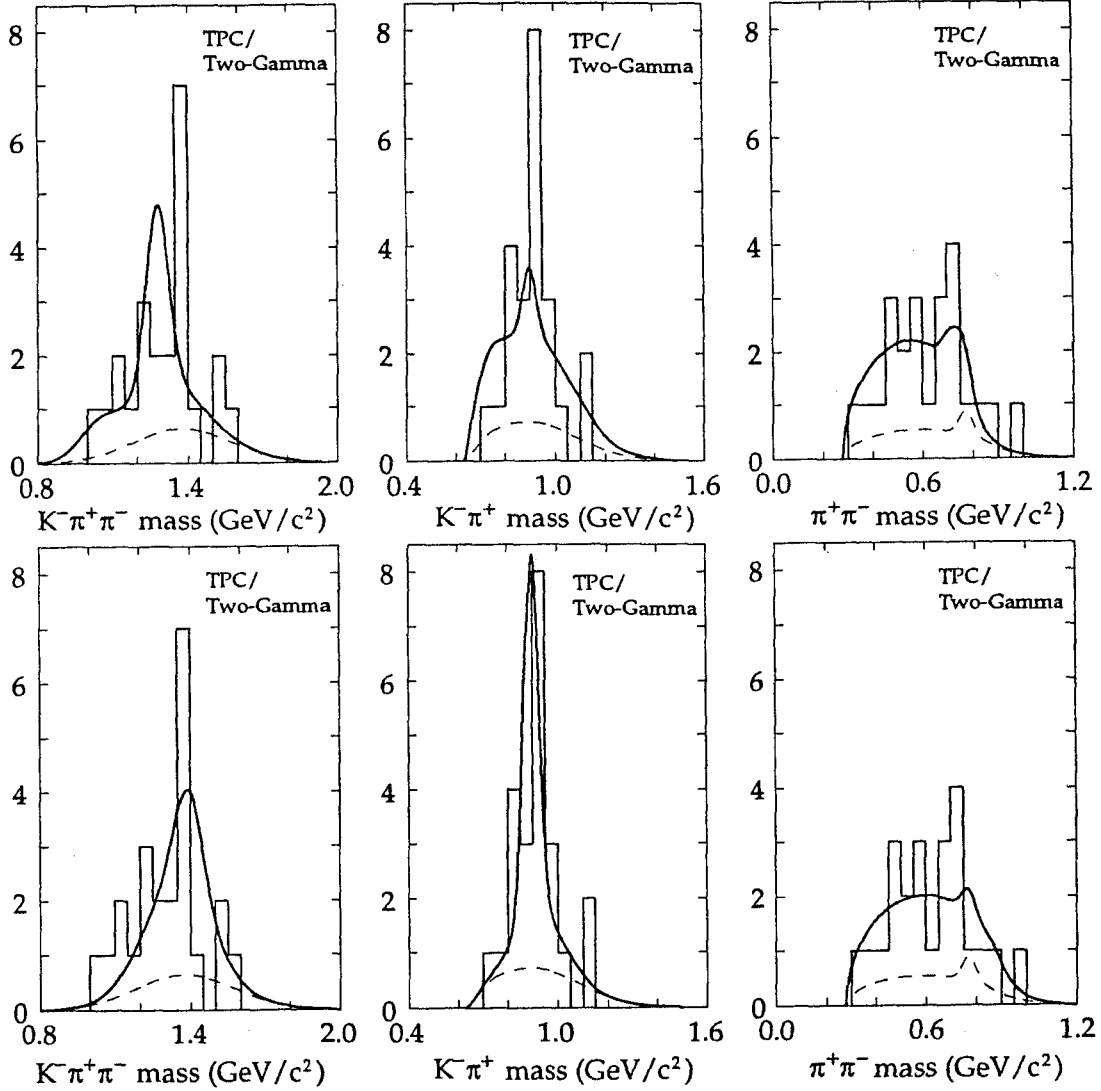 8
6
4
2
0
TPC/
Two-Gamma
0.8
1.4
2.0
K⁻π⁺π⁻ mass (GeV/c²)
8
6
4
2
0
TPC/
Two-Gamma
0.4
1.0
1.6
K⁻π⁺ mass (GeV/c²)
8
6
4
2
0
TPC/
Two-Gamma
0.0
0.6
1.2
π⁺π⁻ mass (GeV/c²)
8
6
4
2
0
TPC/
Two-Gamma
0.8
1.4
2.0
K⁻π⁺π⁻ mass (GeV/c²)
8
6
4
2
0
TPC/
Two-Gamma
0.4
1.0
1.6
K⁻π⁺ mass (GeV/c²)
8
6
4
2
0
TPC/
Two-Gamma
0.0
0.6
1.2
π⁺π⁻ mass (GeV/c²)